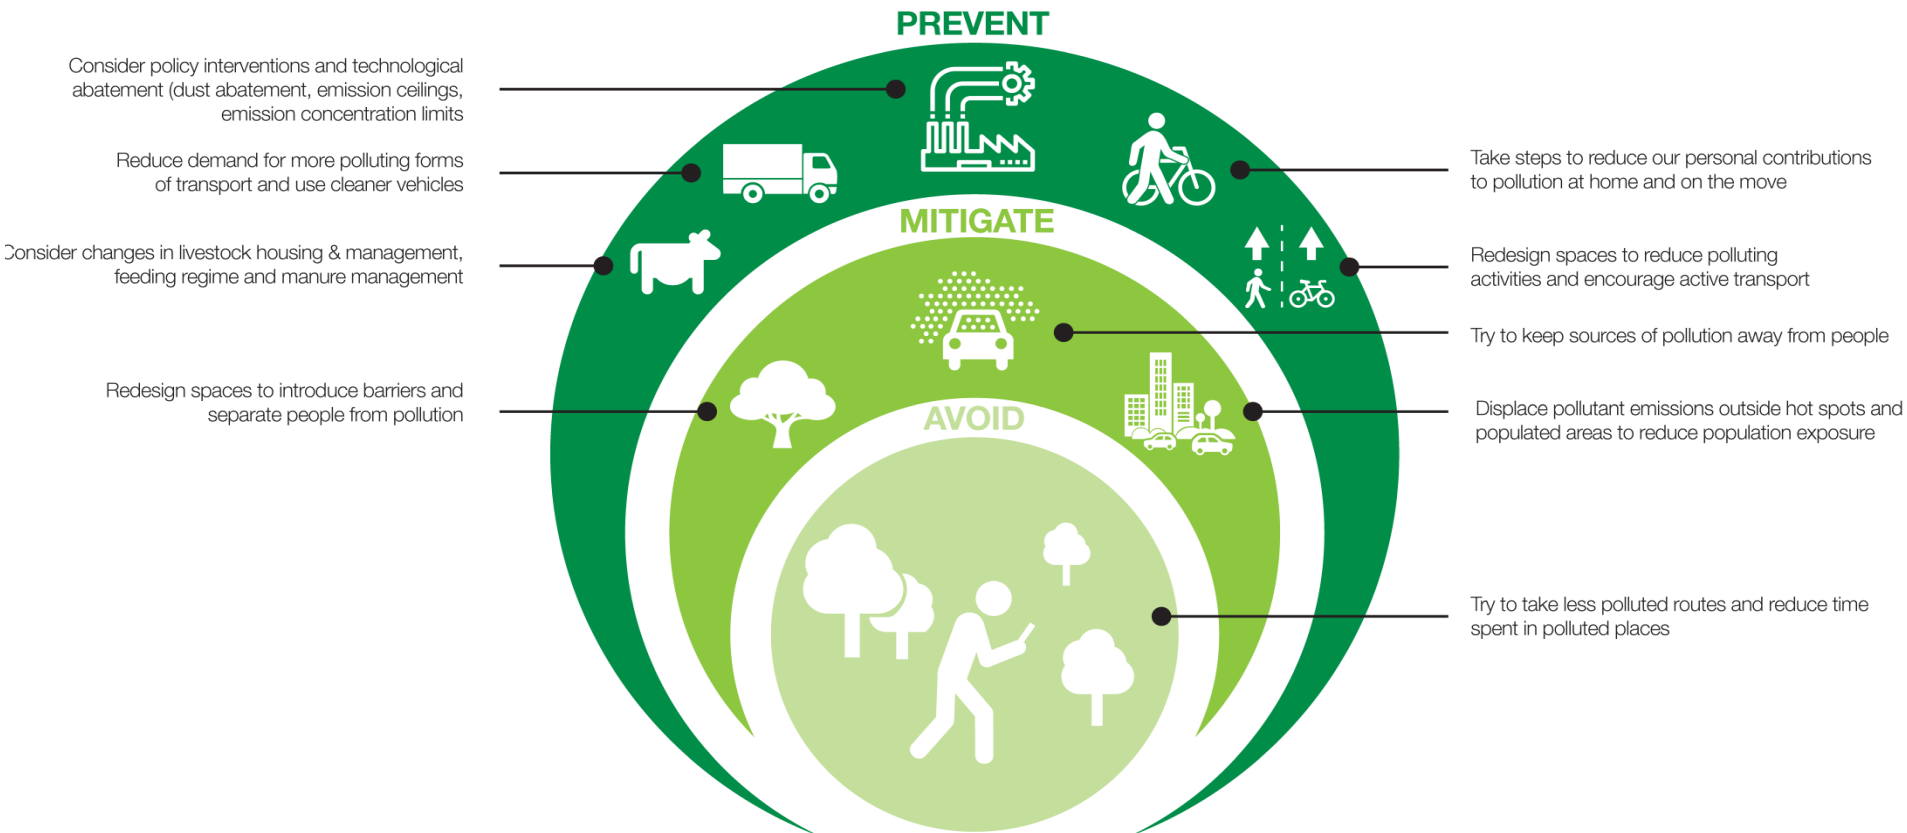 PREVENT
Consider policy interventions and technological
abatement (dust abatement, emission ceilings,
emission concentration limits
Reduce demand for more polluting forms
of transport and use cleaner vehicles
Consider changes in livestock housing & management,
feeding regime and manure management
Redesign spaces to introduce barriers and
separate people from pollution
MITIGATE
AVOID
Take steps to reduce our personal contributions
to pollution at home and on the move
Redesign spaces to reduce polluting
activities and encourage active transport
Try to keep sources of pollution away from people
Displace pollutant emissions outside hot spots and
populated areas to reduce population exposure
Try to take less polluted routes and reduce time
spent in polluted places